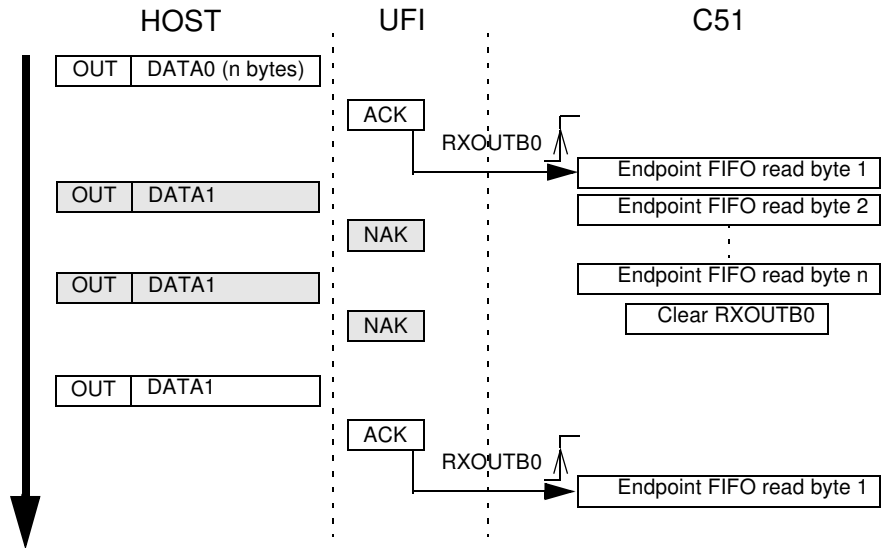 HOST UFI C51
OUT DATA0 (n bytes)
ACK
RXOUTB0
Endpoint FIFO read byte 1
OUT DATA1
Endpoint FIFO read byte 2
NAK
OUT DATA1
Endpoint FIFO read byte n
NAK
Clear RXOUTB0
OUT DATA1
ACK
RXOUTB0
Endpoint FIFO read byte 1